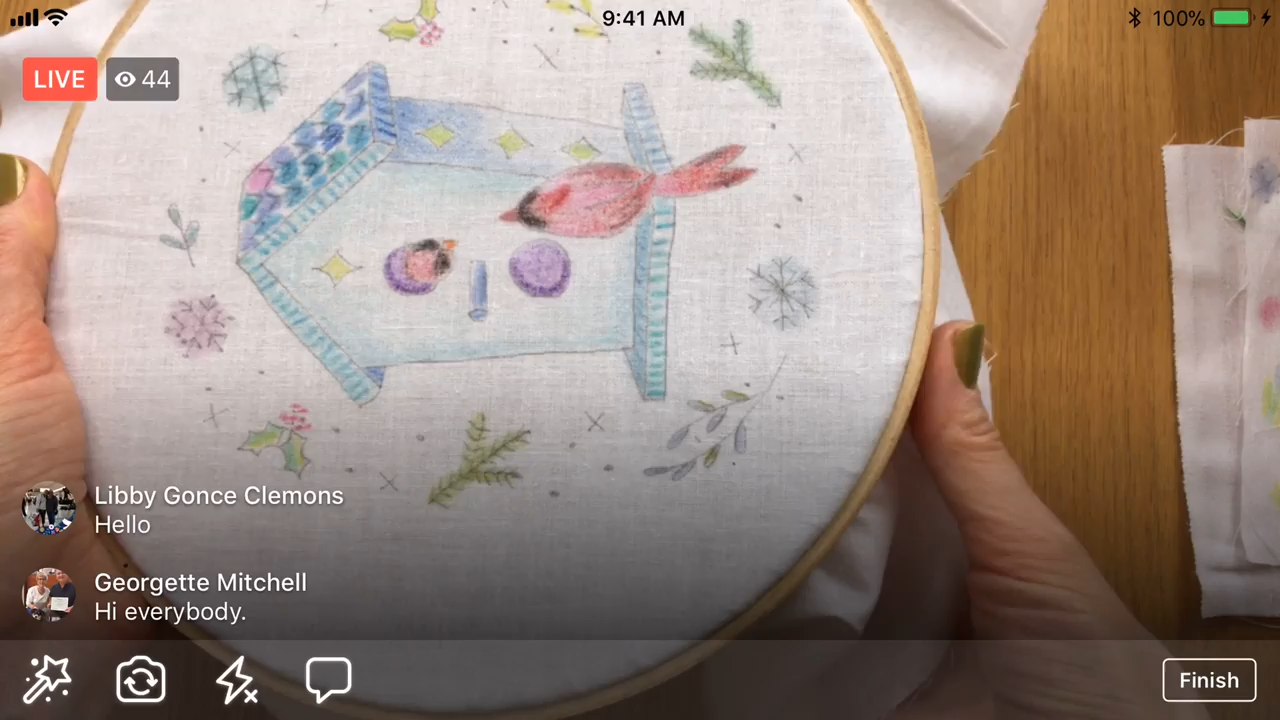 9:41 AM
100%
LIVE
44
Libby Gonce Clemons
Hello
Georgette Mitchell
Hi everybody.
Finish